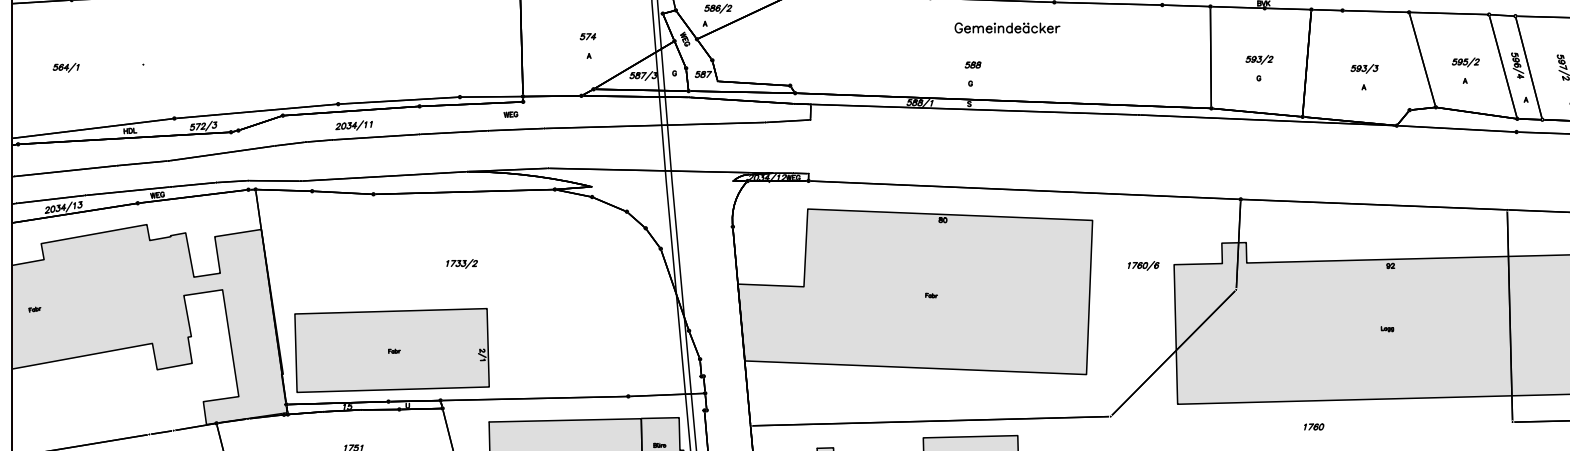 BVK
586/2
A
Gemeindeäcker
574
WEG
A
564/1
587/3
G
587
588
G
593/2
G
593/3
A
595/2
A
596/4
A
597/2
588/1
S
HDL
572/3
2034/11
WEG
WEG
2034/13
2034/12WEG
80
1733/2
1760/6
92
Fabr
Fabr
Lagg
Fabr
2/1
15
U
1760
1751
Büro